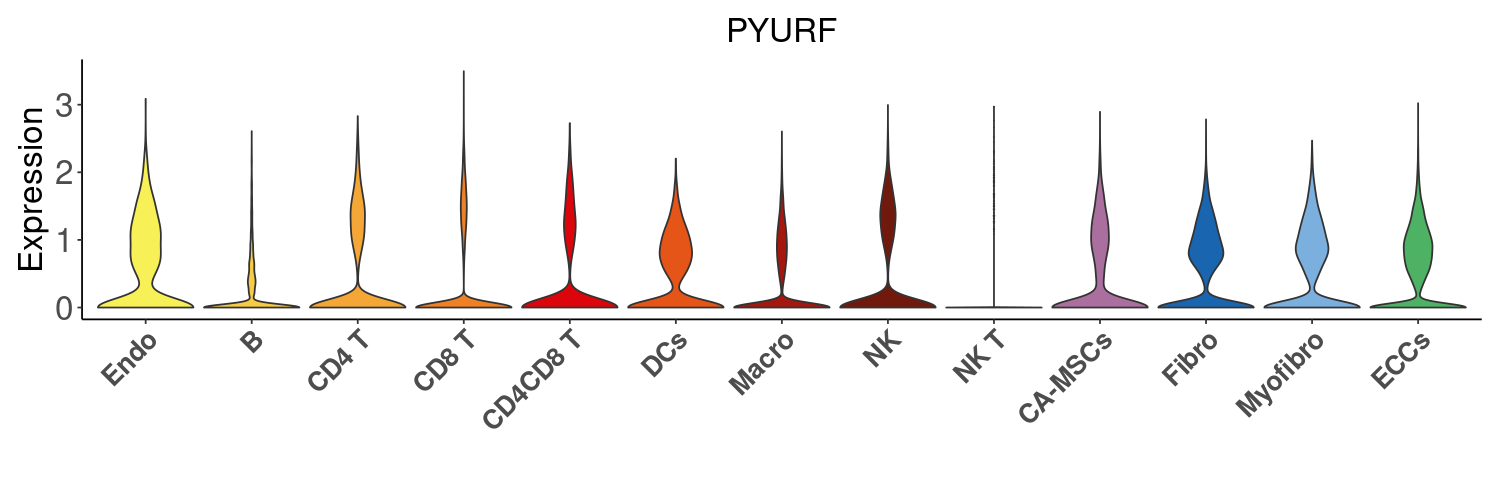 PYURF
Expression
3
2
1
0
Endo
B
CD4 T
CD8 T
CD4CD8 T
DCs
Macro
NK
NK T
CA-MSCs
Fibro
Myofibro
ECCs